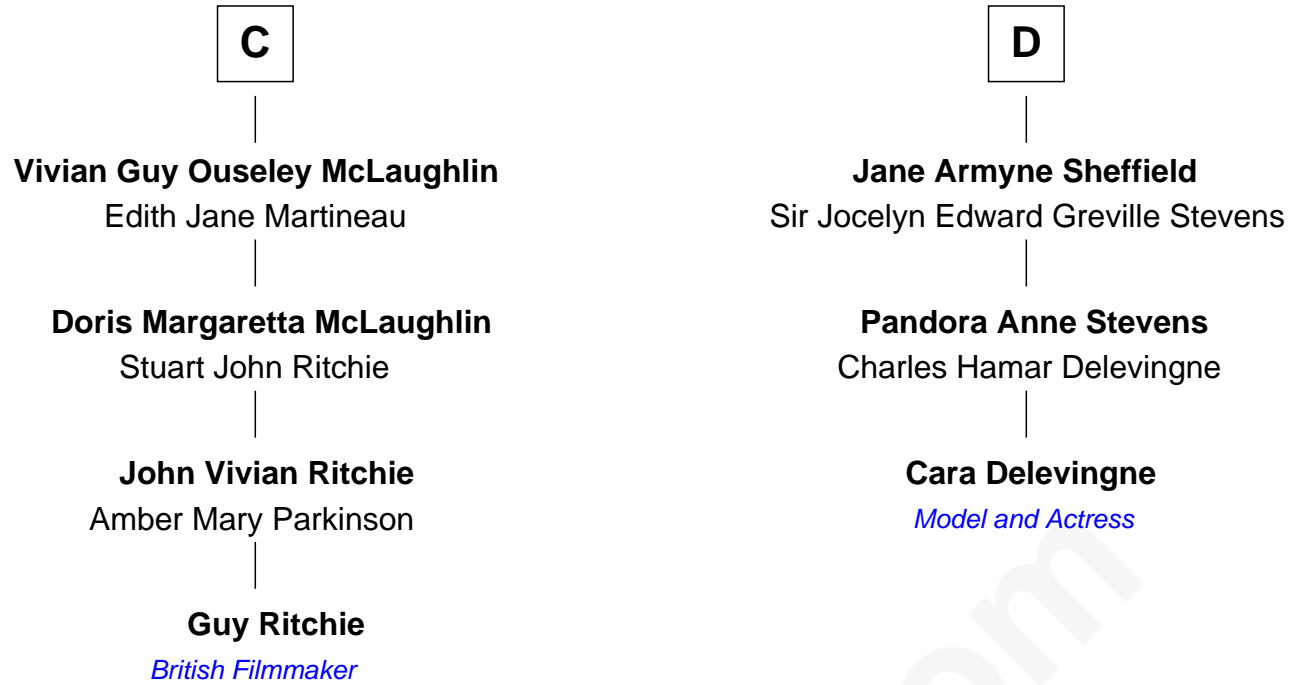 C
Vivian Guy Ouseley McLaughlin
Edith Jane Martineau
Doris Margaretta McLaughlin
Stuart John Ritchie
John Vivian Ritchie
Amber Mary Parkinson
Guy Ritchie
British Filmmaker
D
Jane Armyne Sheffield
Sir Jocelyn Edward Greville Stevens
Pandora Anne Stevens
Charles Hamar Delevingne
Cara Delevingne
Model and Actress
om